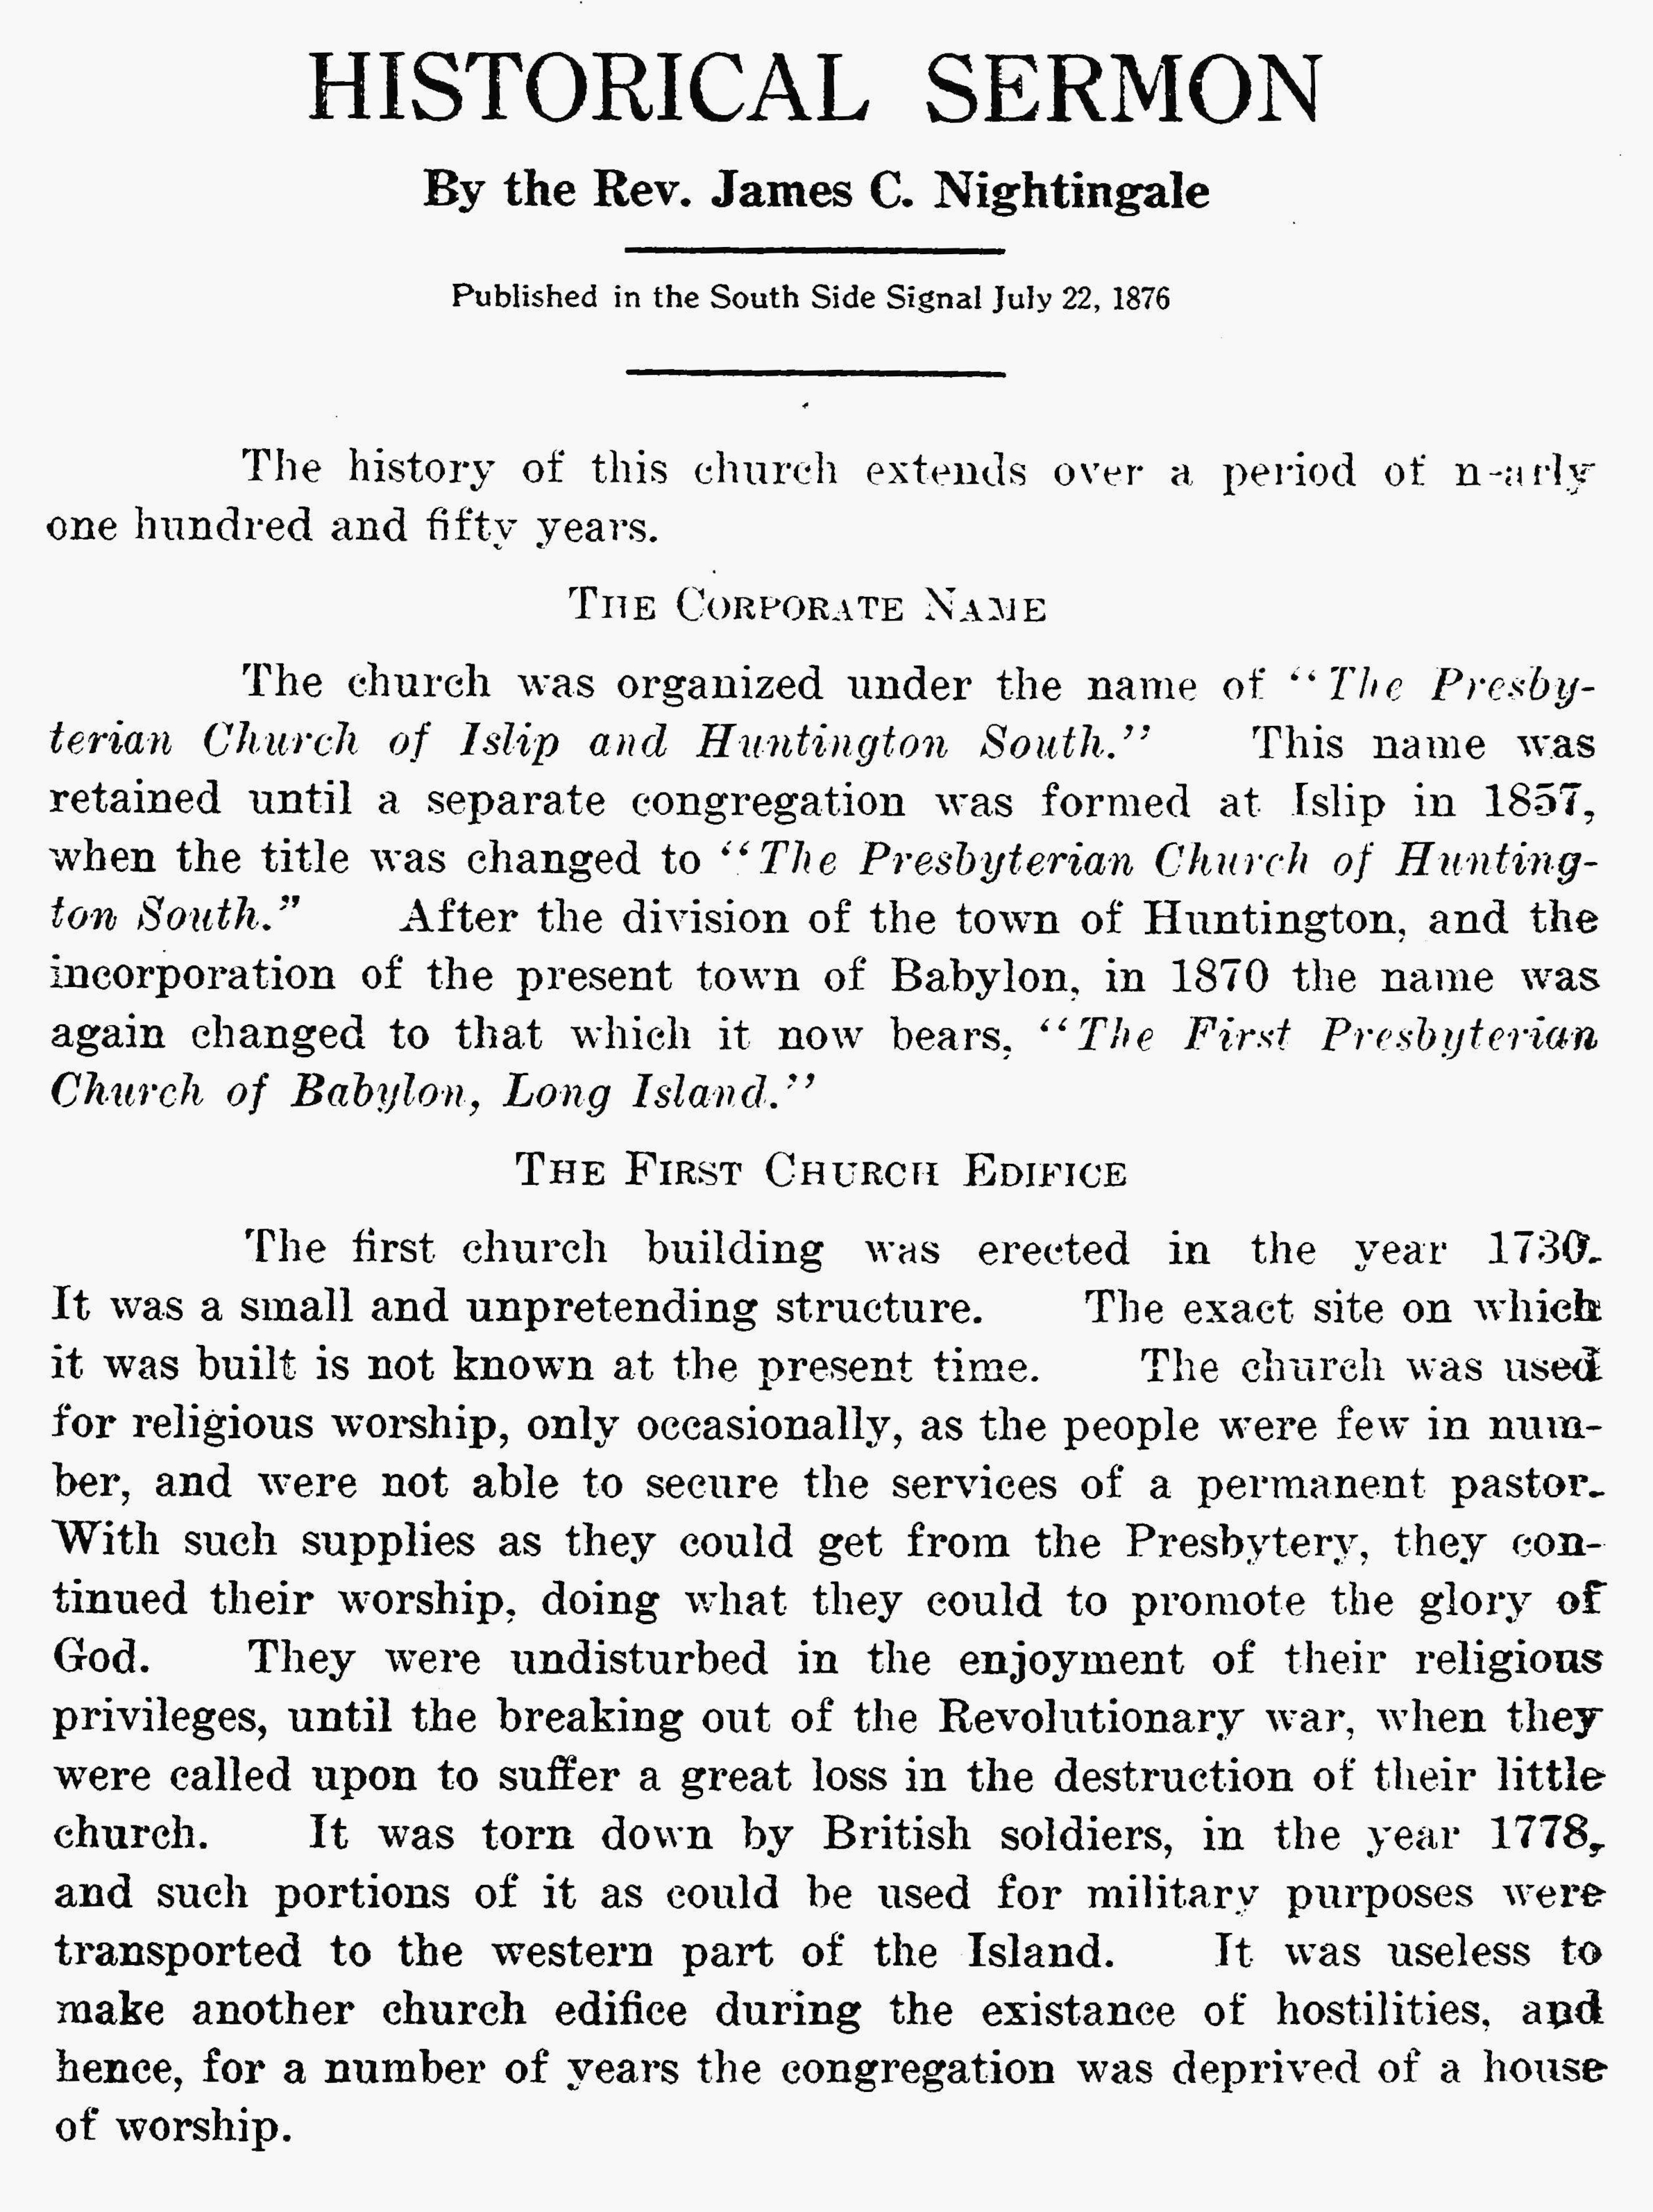 HISTORICAL SERMON
By the Rev. James C. Nightingale
Published in the South Side Signal July 22, 1876
The history of this church extends over a period of nearly
one hundred and fifty years.
THE CORPORATE NAME
The church was organized under the name of "The Presby-
terian Church of Islip and Huntington South." This name was
retained until a separate congregation was formed at Islip in 1857,
when the title was changed to "The Presbyterian Church of Hunting-
ton South." After the division of the town of Huntington, and the
incorporation of the present town of Babylon, in 1870 the name was
again changed to that which it now bears, "The First Presbyterian
Church of Babylon, Long Island."
THE FIRST CHURCH EDIFICE
The first church building was erected in the year 1730.
It was a small and unpretending structure. The exact site on which
it was built is not known at the present time. The church was used
for religious worship, only occasionally, as the people were few in num-
ber, and were not able to secure the services of a permanent pastor.
With such supplies as they could get from the Presbytery, they con-
tinued their worship, doing what they could to promote the glory of
God. They were undisturbed in the enjoyment of their religious
privileges, until the breaking out of the Revolutionary war, when they
were called upon to suffer a great loss in the destruction of their little
church. It was torn down by British soldiers, in the year 1778,
and such portions of it as could be used for military purposes were
transported to the western part of the Island. It was useless to
make another church edifice during the existance of hostilities, and
hence, for a number of years the congregation was deprived of a house
of worship.